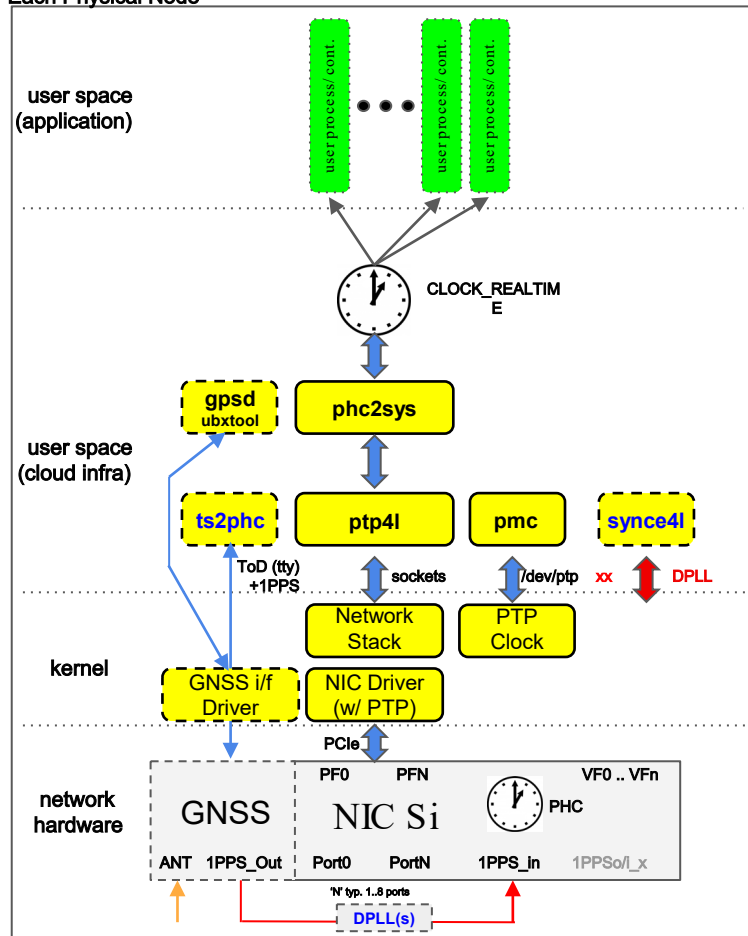 Each Physical Node
user space
(application)
user process/ cont.
user process/ cont.
user process/ cont.
CLOCK_REALTIM
E
gpsd
ubxtool
phc2sys
user space
(cloud infra)
ts2phc
ptp4l
pmc
synce4l
ToD (tty)
+1PPS
sockets
/dev/ptp
xx
DPLL
Network
Stack
PTP
Clock
kernel
GNSS i/f
Driver
NIC Driver
(w/ PTP)
PCIe
PF0
PFN
VF0 .. VFn
network
hardware
GNSS
NIC Si
PHC
ANT
1PPS_Out
Port0
PortN
1PPS_in
1PPSo/I_x
'N' typ. 1..8 ports
DPLL(s)